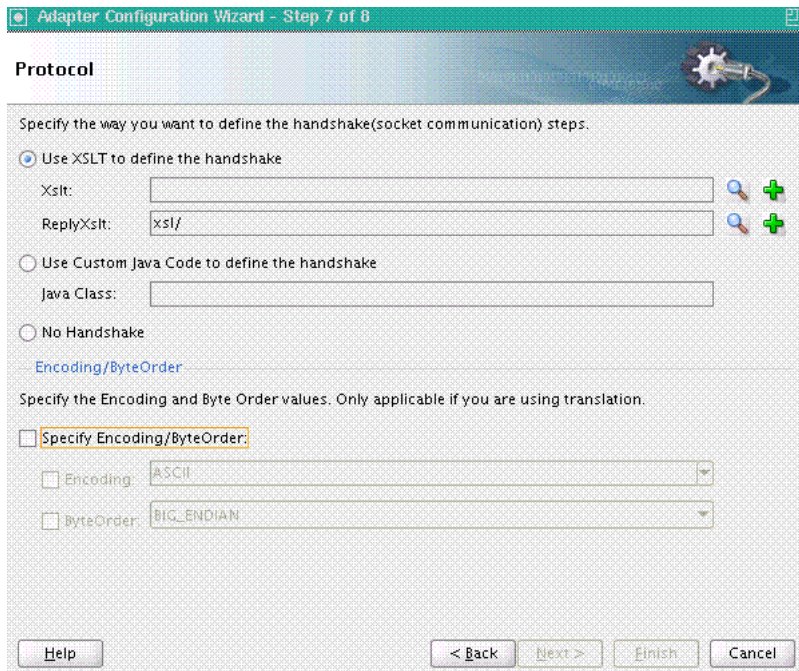 Adapter Configuration Wizard - Step 7 of 8
Protocol
Specify the way you want to define the handshake(socket communication) steps.
Use XSLT to define the handshake
Xslt:
ReplyXslt: xsl/
Use Custom Java Code to define the handshake
Java Class:
No Handshake
Encoding/ByteOrder
Specify the Encoding and Byte Order values. Only applicable if you are using translation.
Specify Encoding/ByteOrder:
Encoding: ASCII
ByteOrder: BIG_ENDIAN
Help < Back Next > Finish Cancel